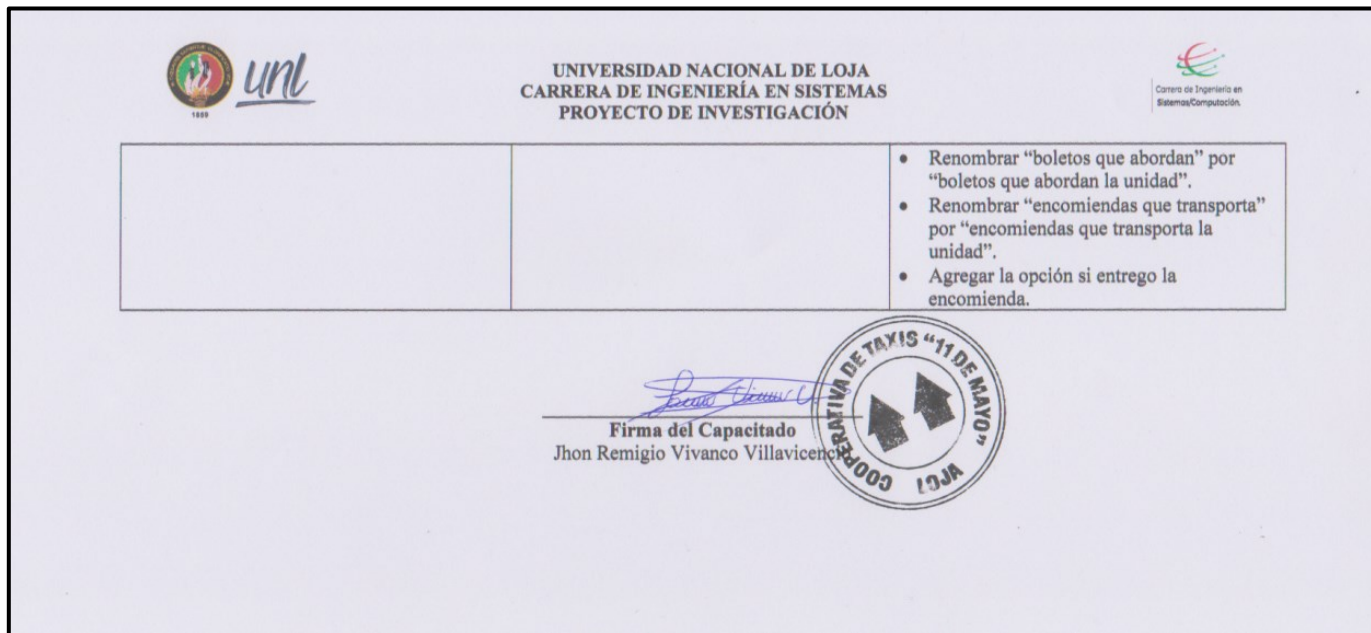 unl
1859
UNIVERSIDAD NACIONAL DE LOJA
CARRERA DE INGENIERÍA EN SISTEMAS
PROYECTO DE INVESTIGACIÓN
Carrera de Ingeniería en
Sistemas/Computación.
• Renombrar “boletos que abordan” por
“boletos que abordan la unidad”.
• Renombrar “encomiendas que transporta”
por “encomiendas que transporta la
unidad”.
• Agregar la opción si entrego la
encomienda.
Firma del Capacitado
Jhon Remigio Vivanco Villavicencio
COOPERATIVA DE TAXIS “11 DE MAYO”
LOJA